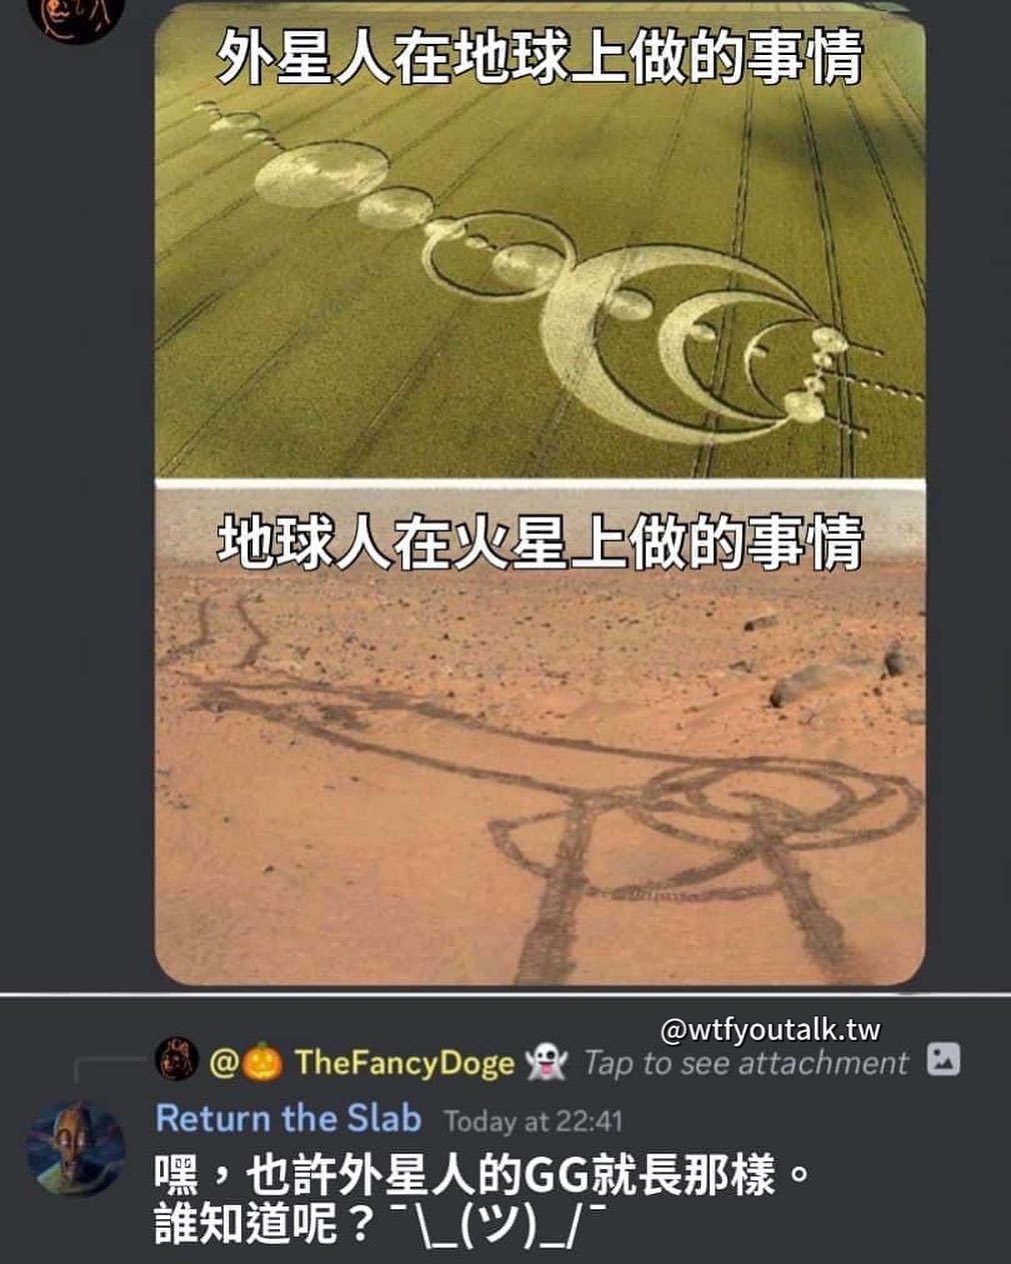 外星人在地球上做的事情
地球人在火星上做的事情
@wtfyoutalk.tw
@🎃 TheFancyDoge 👻 Tap to see attachment
Return the Slab Today at 22:41
嘿，也許外星人的GG就長那樣。
誰知道呢？¯\_(ツ)_/¯